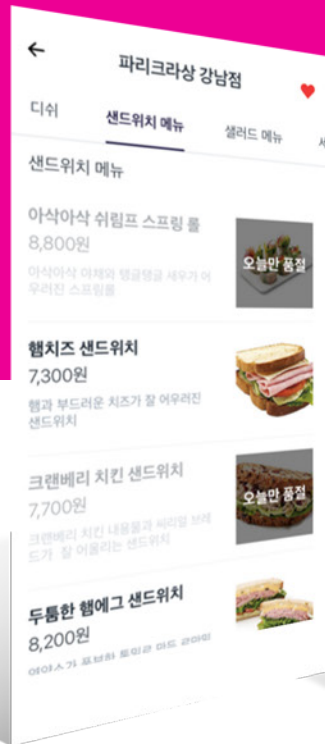 파리크라상 강남점
디쉬 샌드위치 메뉴 샐러드 메뉴
샌드위치 메뉴
아삭아삭 쉬림프 스프링 롤
8,800원
아삭아삭 야채와 탱글탱글 새우가 어
우러진 스프링롤
오늘만 품절
햄치즈 샌드위치
7,300원
햄과 부드러운 치즈가 잘 어우러진
샌드위치
크랜베리 치킨 샌드위치
7,700원
크랜베리 치킨 내용물과 씨리얼 브레
드가 잘 어울리는 샌드위치
오늘만 품절
두툼한 햄에그 샌드위치
8,200원